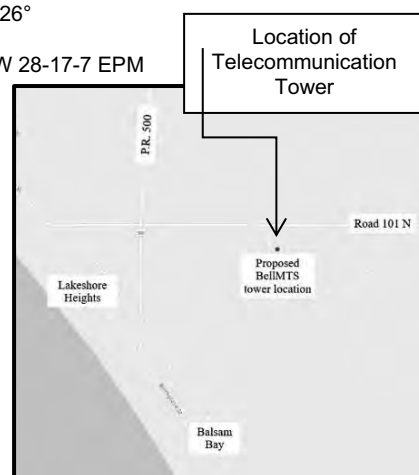 26°
W 28-17-7 EPM
Location of
Telecommunication
Tower
P.R. 500
Road 101 N
Proposed
BellMTS
tower location
Lakeshore
Heights
Balsam
Bay